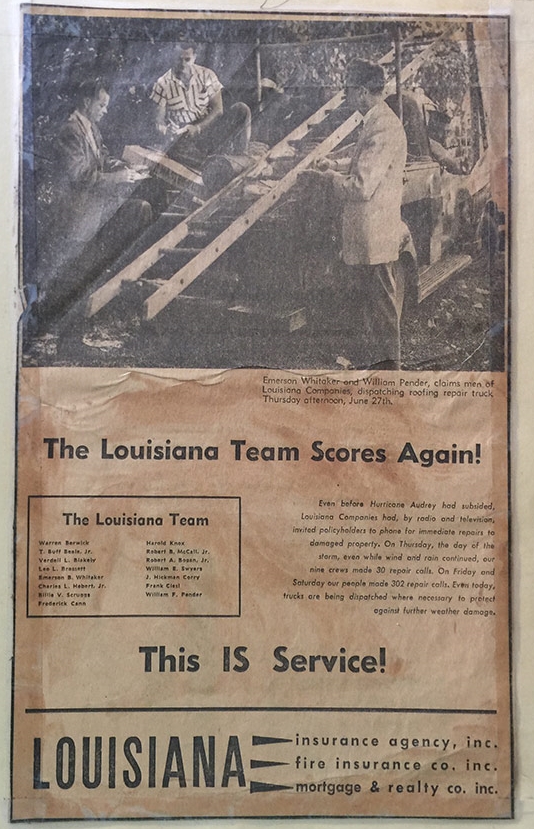 Emerson Whitaker and William Pender, claims men of
Louisiana Companies, dispatching roofing repair truck
Thursday afternoon, June 27th.
The Louisiana Team Scores Again!
The Louisiana Team
Warren Berwick
T. Buff Beale, Jr.
Verdell L. Blakely
Lee L. Brossett
Emerson B. Whitaker
Charles L. Hebert, Jr.
Billie V. Scruggs
Frederick Cann
Harold Knox
Robert B. McCall, Jr.
Robert A. Bosen, Jr.
William E. Swyers
J. Hickman Corry
Frank Ciesl
William F. Pender
Even before Hurricane Audrey had subsided,
Louisiana Companies had, by radio and television,
invited policyholders to phone for immediate repairs to
damaged property. On Thursday, the day of the
storm, even while wind and rain continued, our
nine crews made 30 repair calls. On Friday and
Saturday our people made 302 repair calls. Even today,
trucks are being dispatched where necessary to protect
against further weather damage.
This IS Service!
LOUISIANA
insurance agency, inc.
fire insurance co. inc.
mortgage & realty co. inc.